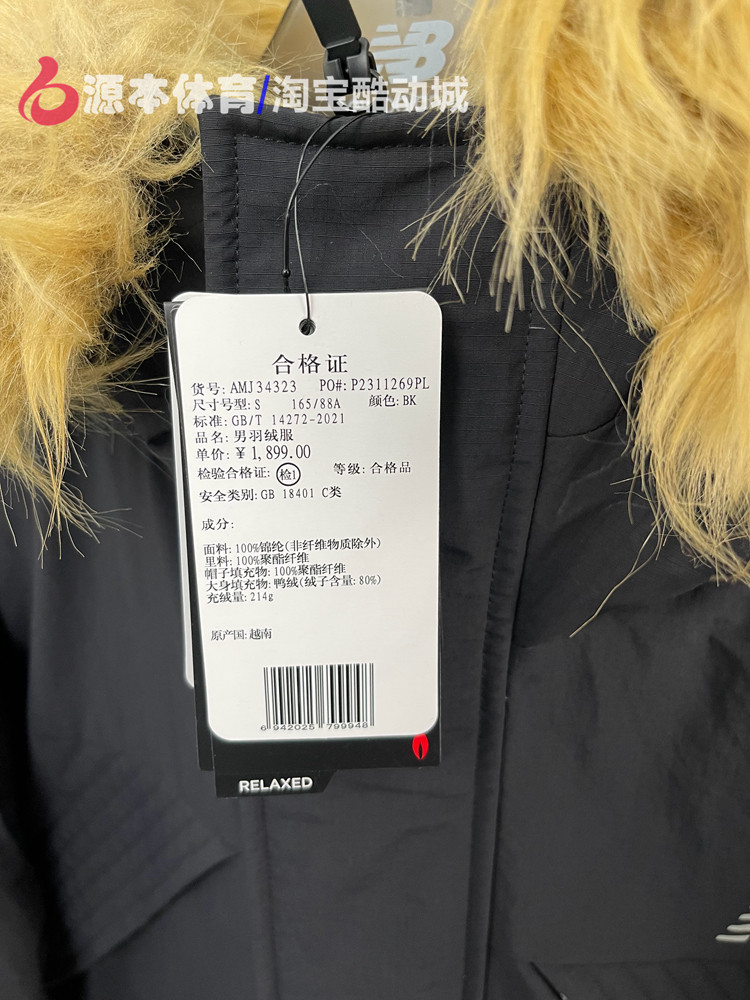 NB
源本体育/淘宝酷动城
合格证
货号: AMJ34323 PO#: P2311269PL
尺寸号型: S 165/88A 颜色: BK
标准: GB/T 14272-2021
品名: 男羽绒服
单价: ¥1,899.00
检验合格证: 检1 等级: 合格品
安全类别: GB 18401 C类
成分:
面料: 100%锦纶(非纤维物质除外)
里料: 100%聚酯纤维
帽子填充物: 100%聚酯纤维
大身填充物: 鸭绒(绒子含量: 80%)
充绒量: 214g
原产国: 越南
6 942025 799948
RELAXED